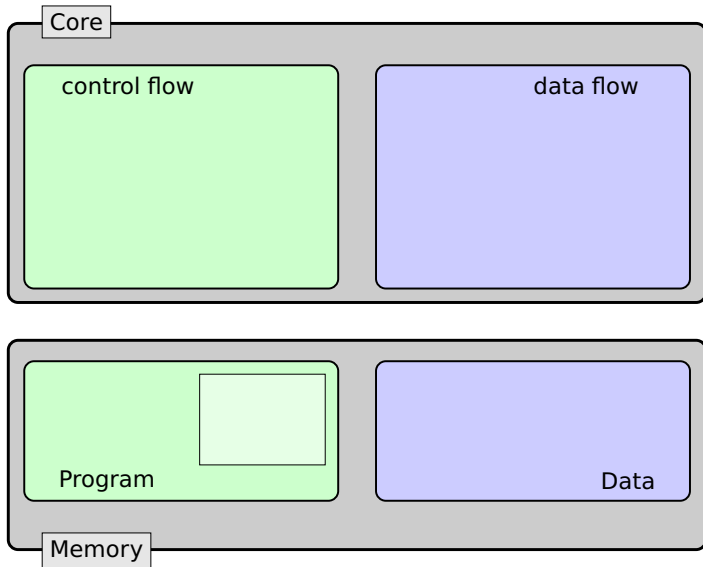 Core
control flow
data flow
Program
Data
Memory